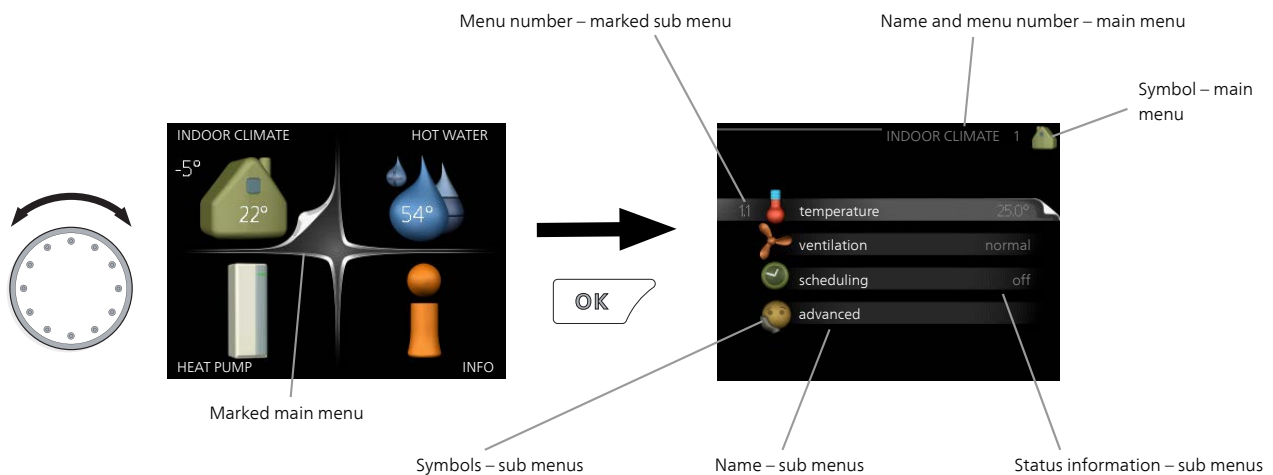 Menu number – marked sub menu
Name and menu number – main menu
Symbol – main
menu
INDOOR CLIMATE
HOT WATER
-5°
22°
54°
HEAT PUMP
INFO
Marked main menu
OK
INDOOR CLIMATE 1
1.1 temperature 25.0°
ventilation normal
scheduling off
advanced
Symbols – sub menus
Name – sub menus
Status information – sub menus